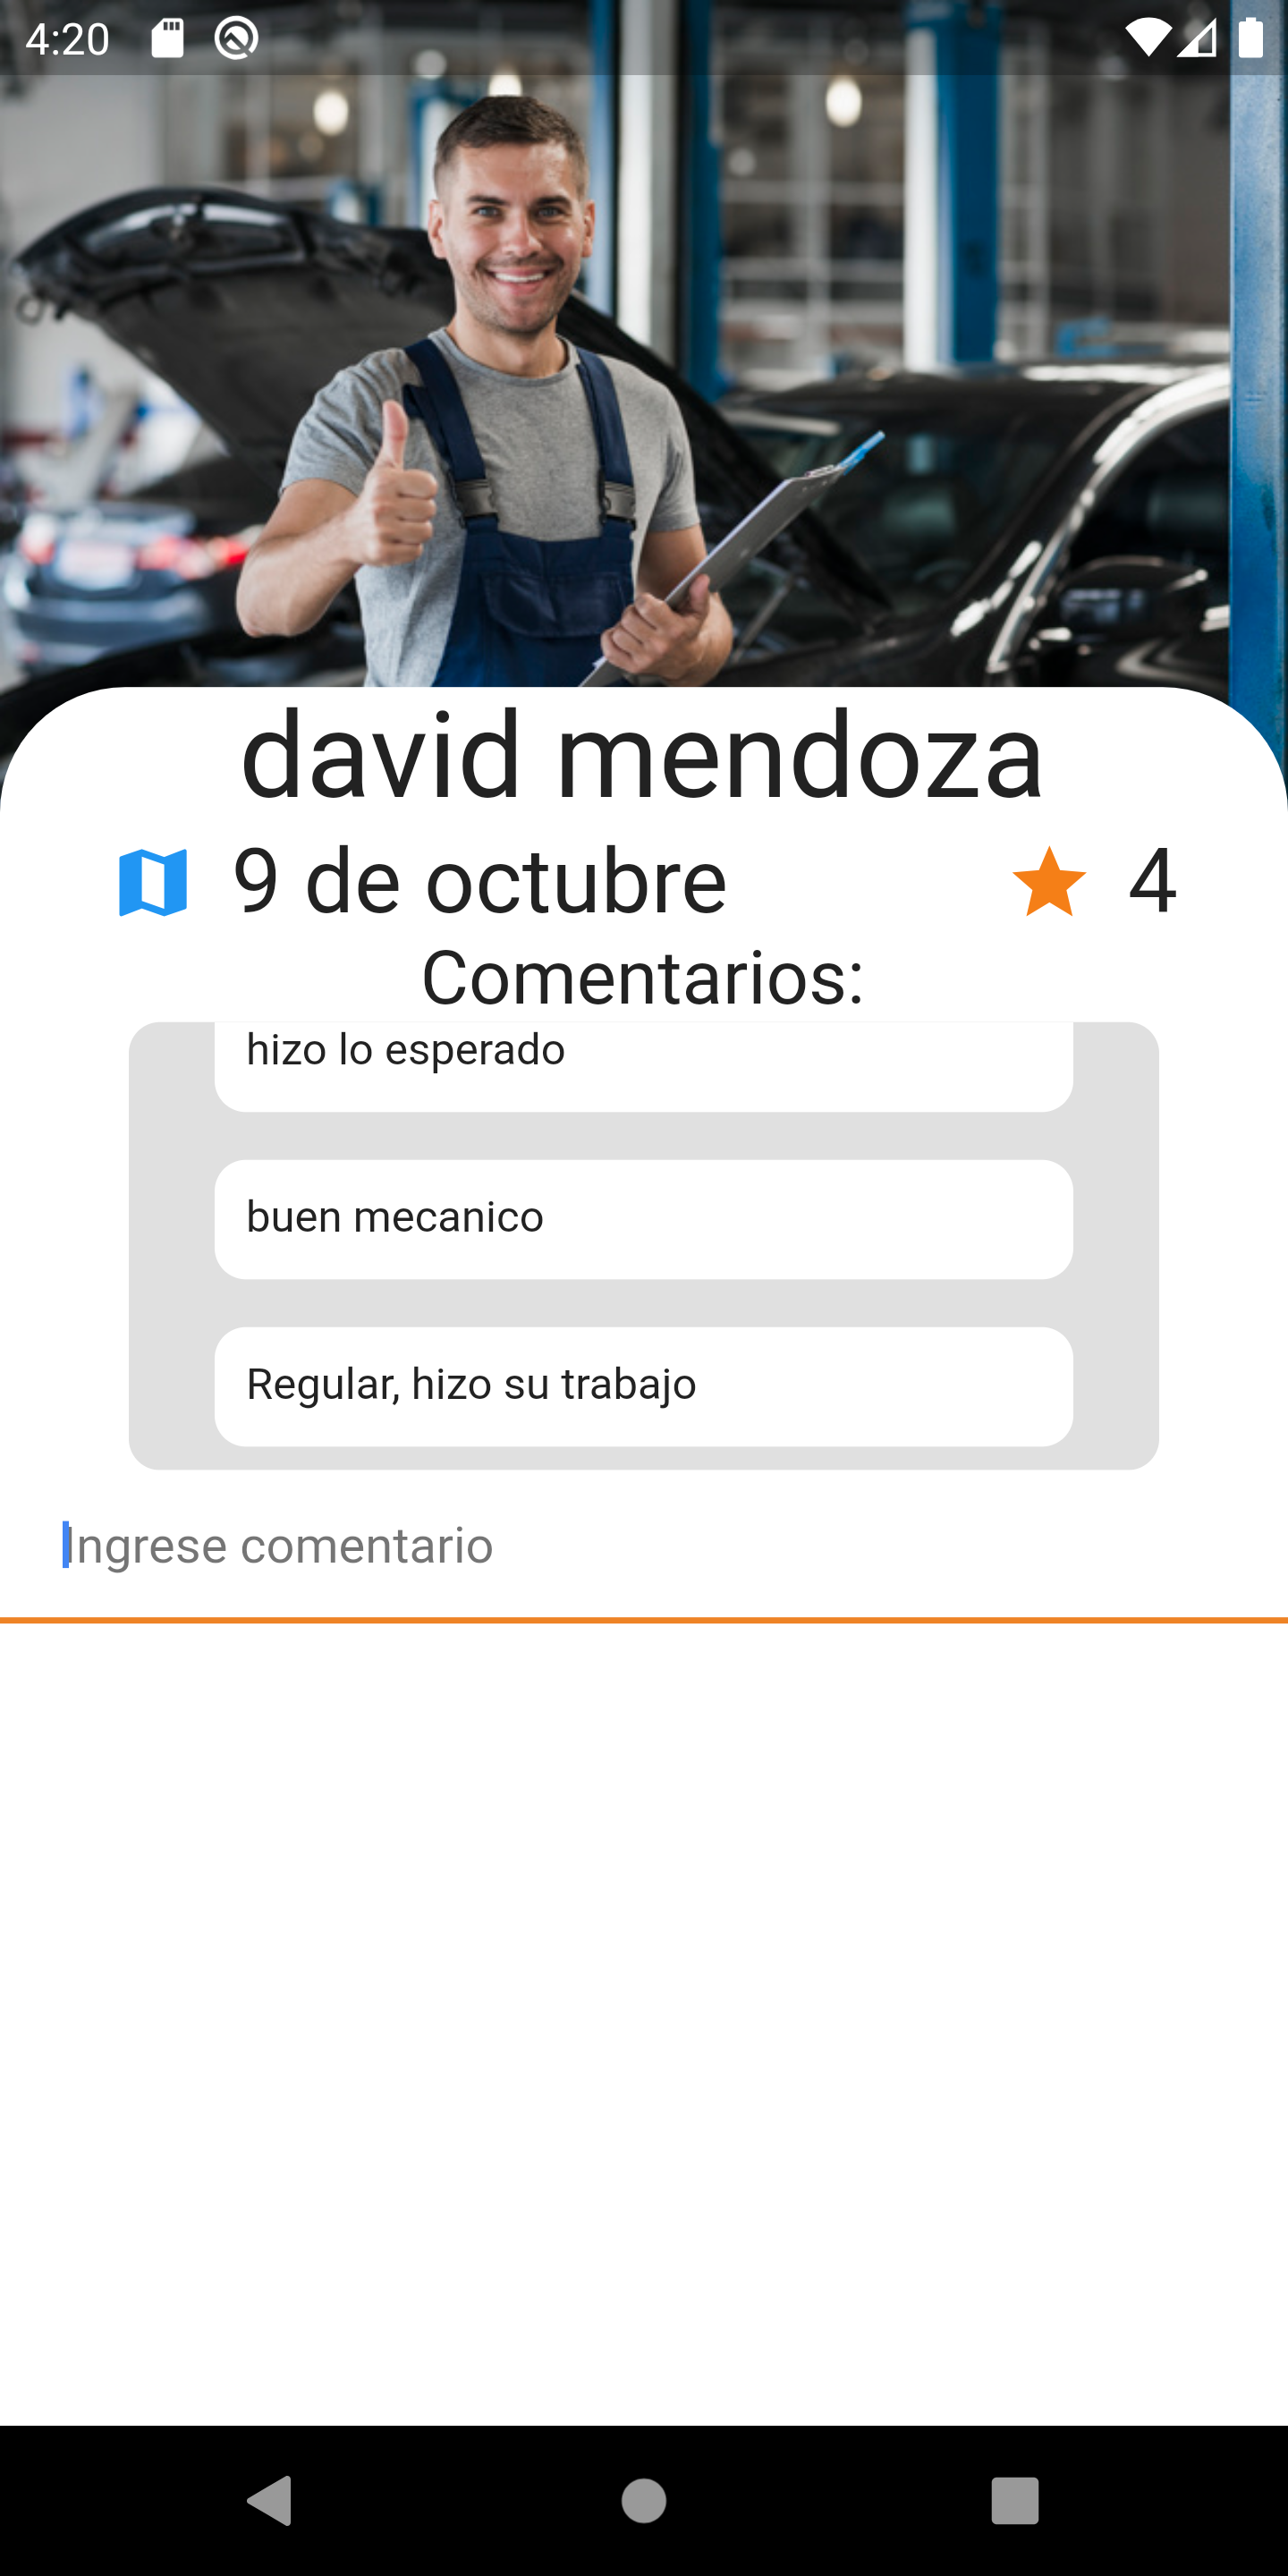 4:20
david mendoza
9 de octubre
4
Comentarios:
hizo lo esperado
buen mecanico
Regular, hizo su trabajo
Ingrese comentario